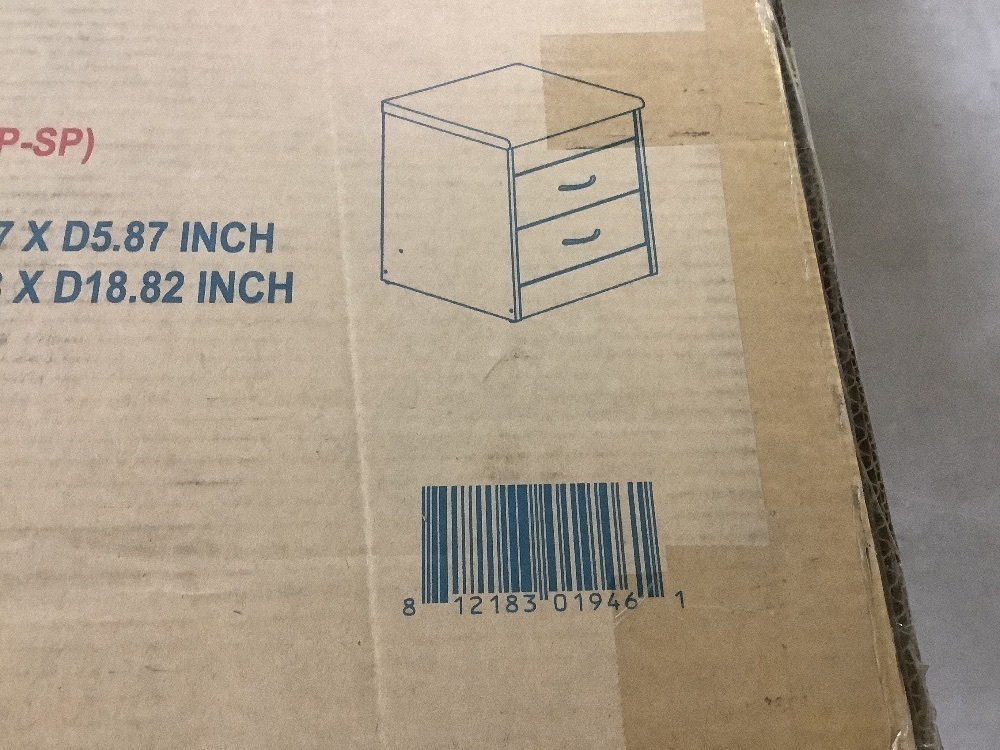 P-SP)
7 X D5.87 INCH
X D18.82 INCH
8 12183 01946 1